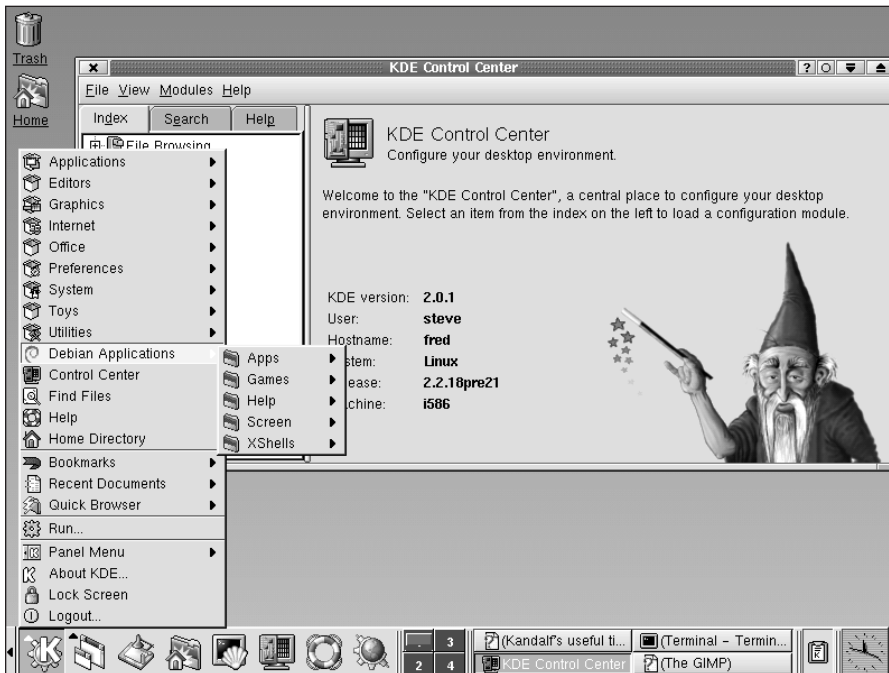 Trash
Home
KDE Control Center
File View Modules Help
Index Search Help
File Browsing
KDE Control Center
Configure your desktop environment.
Welcome to the "KDE Control Center", a central place to configure your desktop
environment. Select an item from the index on the left to load a configuration module.
KDE version: 2.0.1
User: steve
Hostname: fred
stem: Linux
ease: 2.2.18pre21
chine: i586
Applications
Editors
Graphics
Internet
Office
Preferences
System
Toys
Utilities
Debian Applications
Control Center
Find Files
Help
Home Directory
Bookmarks
Recent Documents
Quick Browser
Run...
Panel Menu
About KDE...
Lock Screen
Logout...
Apps
Games
Help
Screen
XShells
3
2 4
(Kandalf's useful ti... (Terminal - Termin...
KDE Control Center (The GIMP)